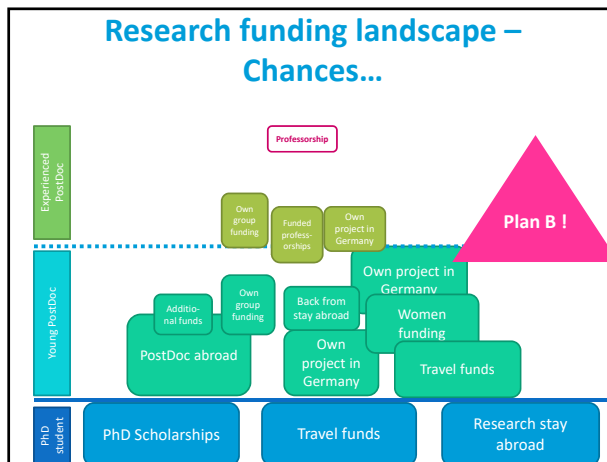 Research funding landscape –
Chances…
Professorship
Experienced
PostDoc
Own
group
funding
Funded
profess-
orships
Own
project in
Germany
Plan B !
Young PostDoc
Additio-
nal funds
Own
group
funding
Back from
stay abroad
Own project in
Germany
Women
funding
PostDoc abroad
Own
project in
Germany
Travel funds
PhD
student
PhD Scholarships
Travel funds
Research stay
abroad